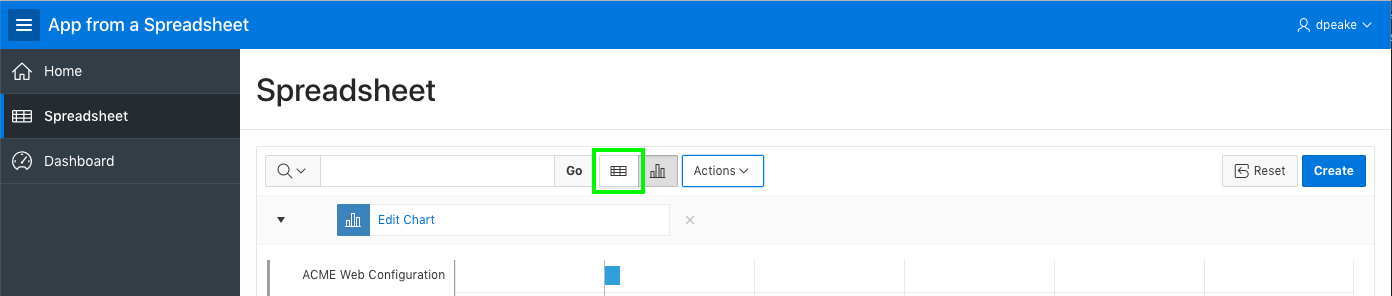 App from a Spreadsheet
dpeake
Home
Spreadsheet
Dashboard
Spreadsheet
Go
Actions
Reset
Create
Edit Chart
ACME Web Configuration